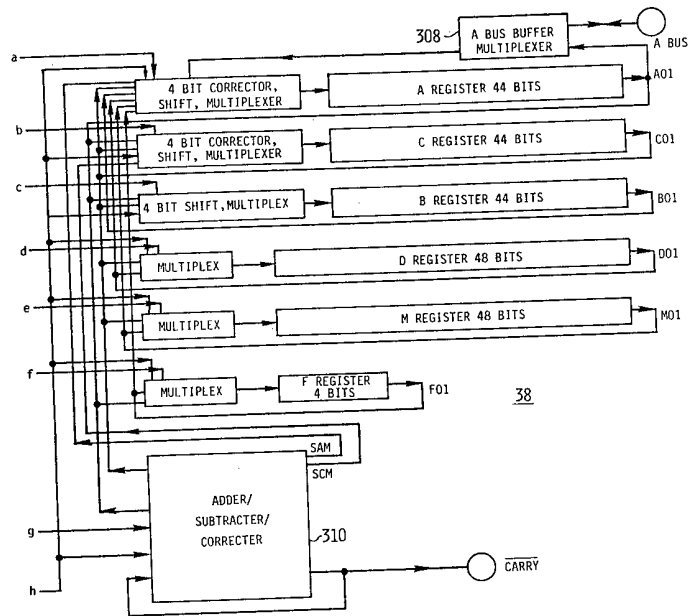 308
A BUS BUFFER
MULTIPLEXER
A BUS
a
4 BIT CORRECTOR,
SHIFT, MULTIPLEXER
A REGISTER 44 BITS
A01
b
4 BIT CORRECTOR,
SHIFT, MULTIPLEXER
C REGISTER 44 BITS
C01
c
4 BIT SHIFT,MULTIPLEX
B REGISTER 44 BITS
B01
d
MULTIPLEX
D REGISTER 48 BITS
D01
e
MULTIPLEX
M REGISTER 48 BITS
M01
f
MULTIPLEX
F REGISTER
4 BITS
F01
38
SAM
SCM
ADDER/
SUBTRACTER/
CORRECTER
310
g
h
CARRY